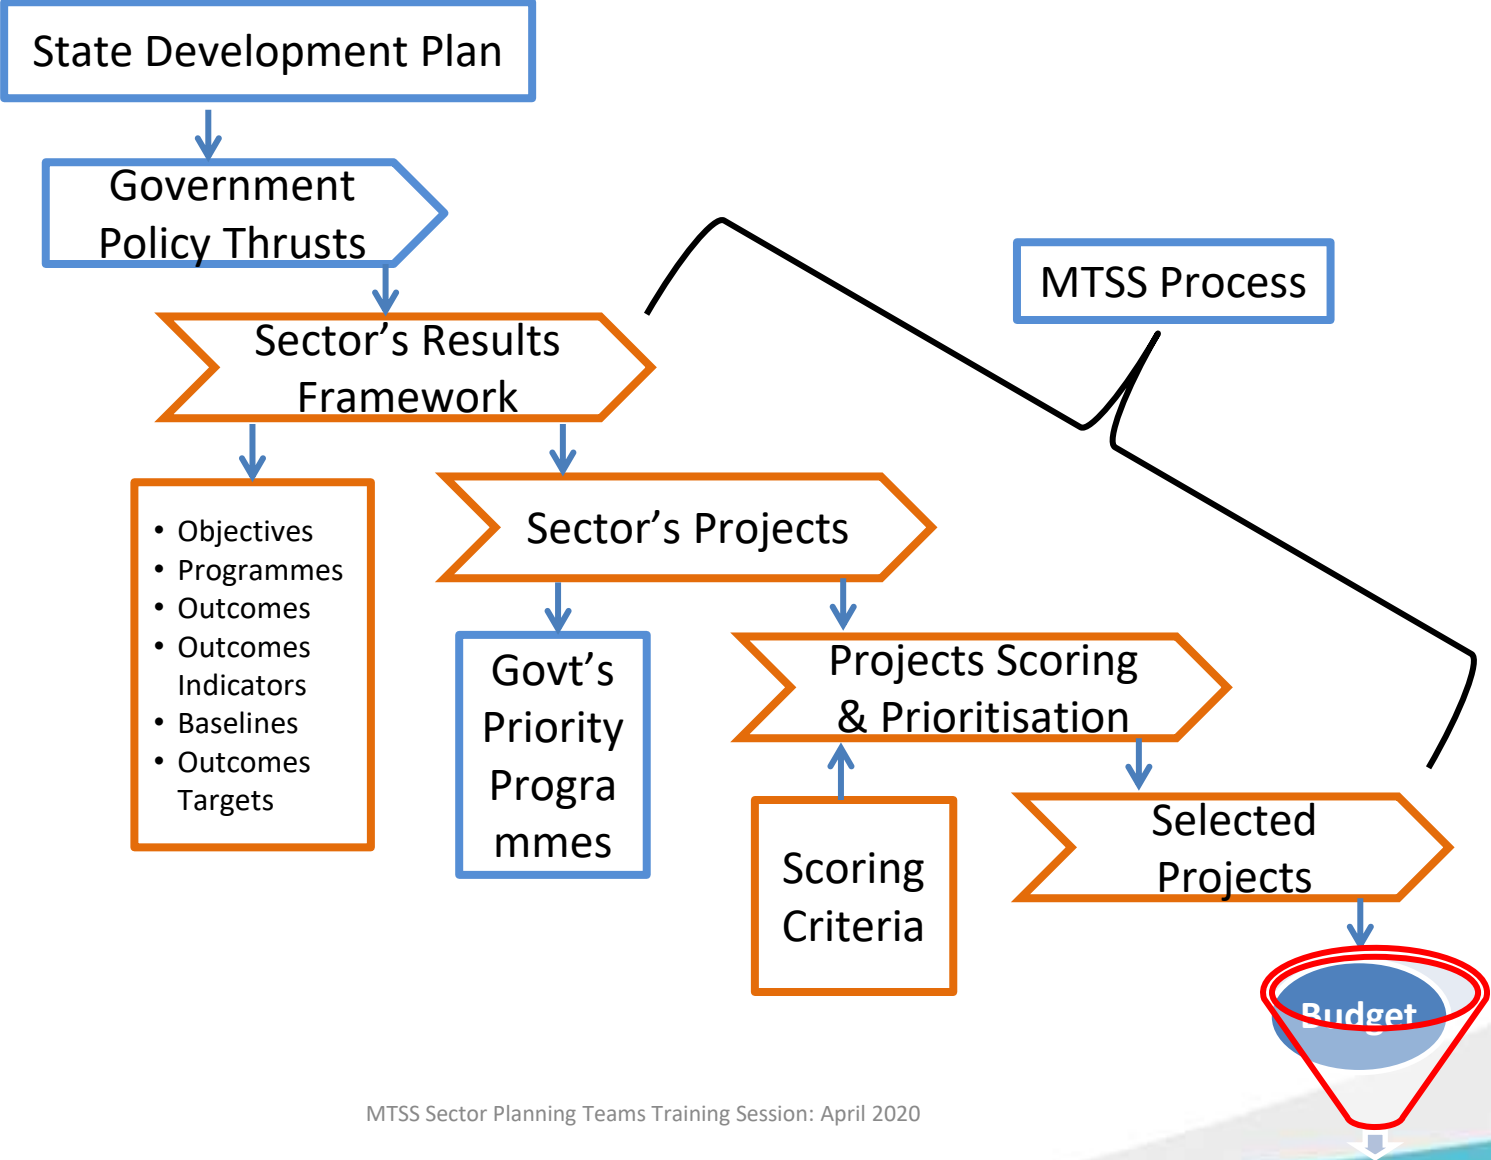 State Development Plan
Government
Policy Thrusts
MTSS Process
Sector’s Results
Framework
• Objectives
• Programmes
• Outcomes
• Outcomes
Indicators
• Baselines
• Outcomes
Targets
Sector’s Projects
Govt’s
Priority
Progra
mmes
Projects Scoring
& Prioritisation
Scoring
Criteria
Selected
Projects
Budget
MTSS Sector Planning Teams Training Session: April 2020